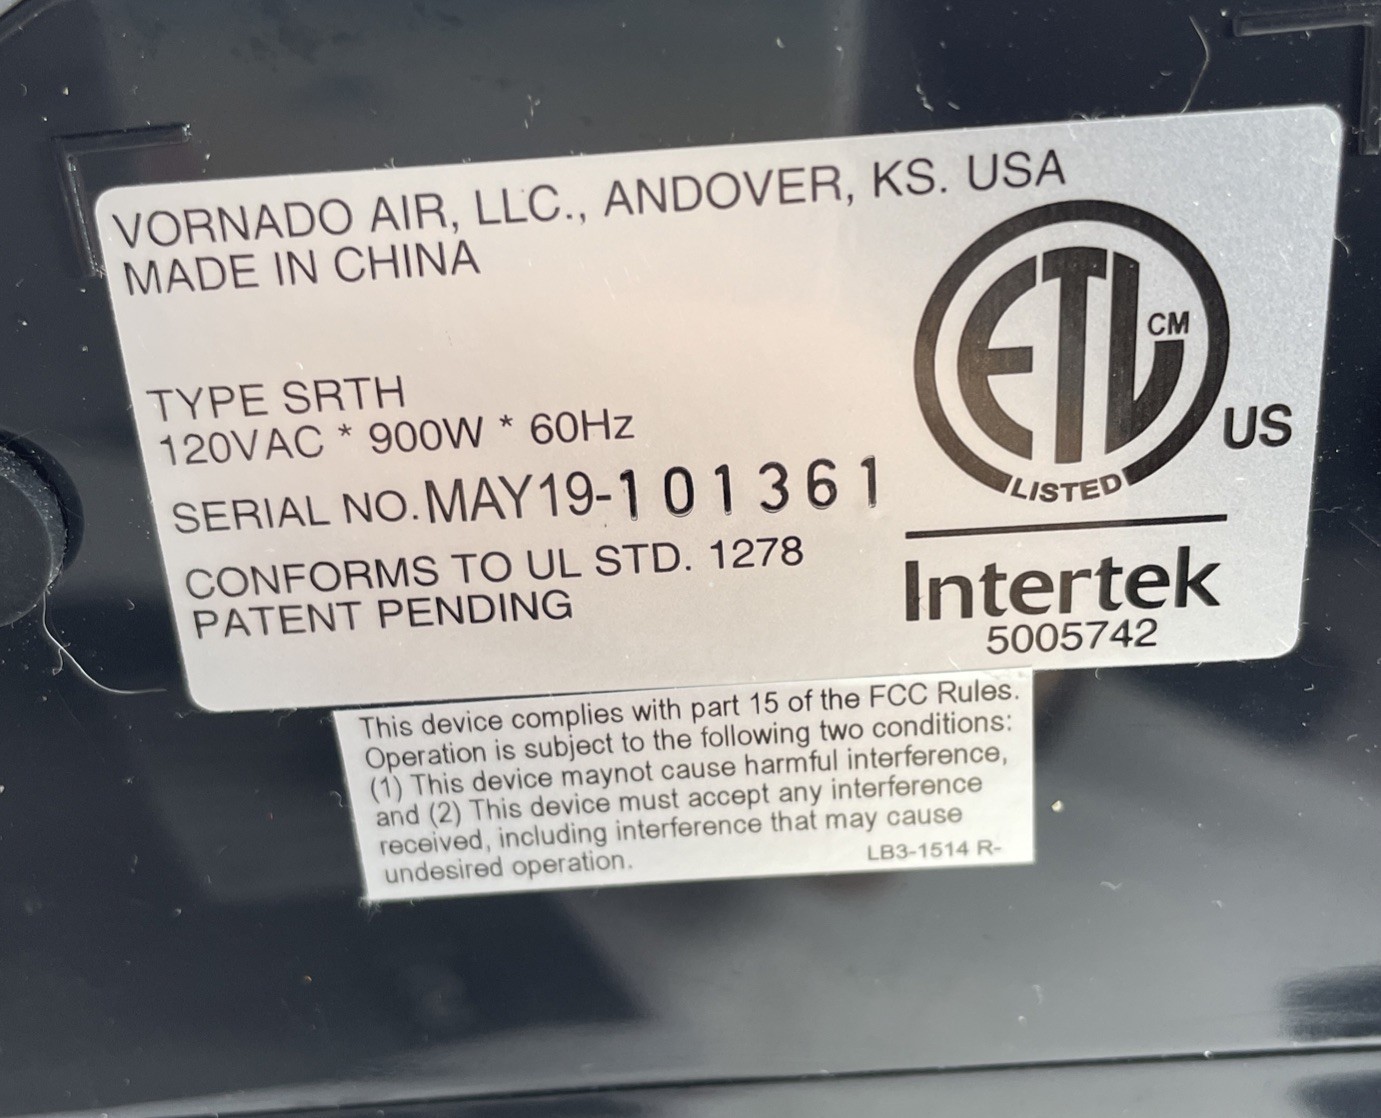 VORNADO AIR, LLC., ANDOVER, KS. USA
MADE IN CHINA
TYPE SRTH
120VAC * 900W * 60Hz
SERIAL NO. MAY19-101361
CONFORMS TO UL STD. 1278
PATENT PENDING
ETL
CM
US
LISTED
Intertek
5005742
This device complies with part 15 of the FCC Rules.
Operation is subject to the following two conditions:
(1) This device maynot cause harmful interference,
and (2) This device must accept any interference
received, including interference that may cause
undesired operation.
LB3-1514 R-